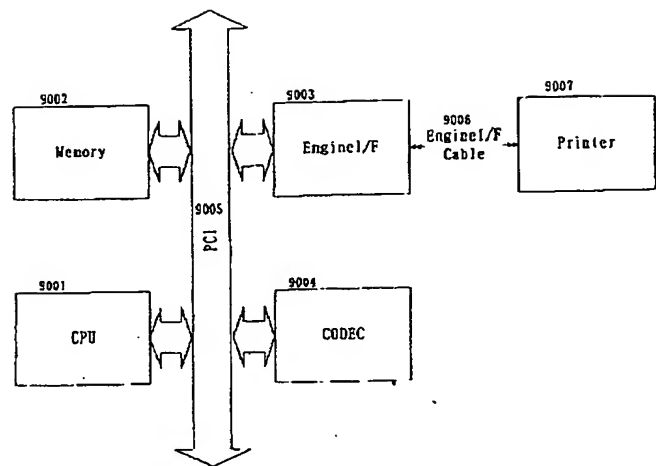 9002
Memory
9003
EngineI/F
9006
EngineI/F
Cable
9007
Printer
9005
PCI
9001
CPU
9004
CODEC